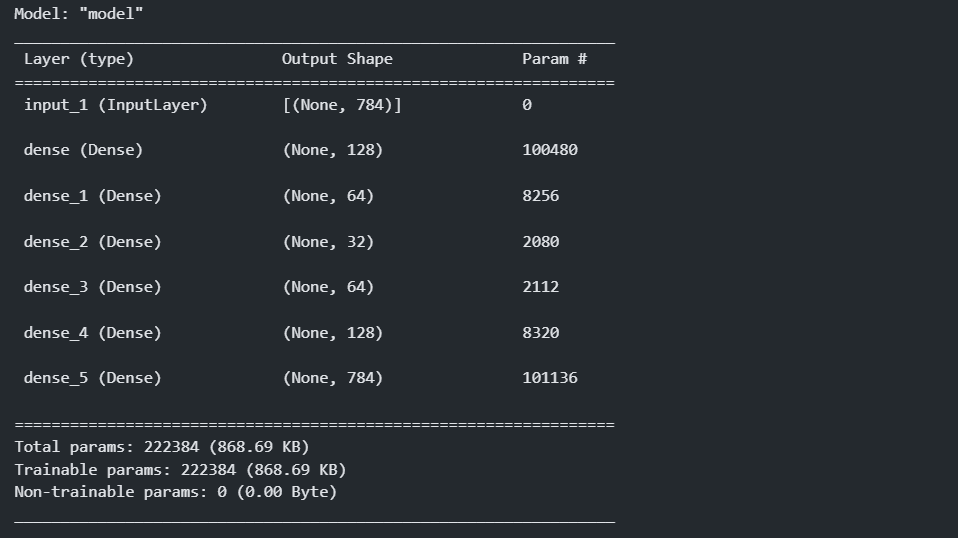 Model: "model"
_________________________________________________________________
Layer (type) Output Shape Param #
=================================================================
input_1 (InputLayer) [(None, 784)] 0
dense (Dense) (None, 128) 100480
dense_1 (Dense) (None, 64) 8256
dense_2 (Dense) (None, 32) 2080
dense_3 (Dense) (None, 64) 2112
dense_4 (Dense) (None, 128) 8320
dense_5 (Dense) (None, 784) 101136
=================================================================
Total params: 222384 (868.69 KB)
Trainable params: 222384 (868.69 KB)
Non-trainable params: 0 (0.00 Byte)
_________________________________________________________________